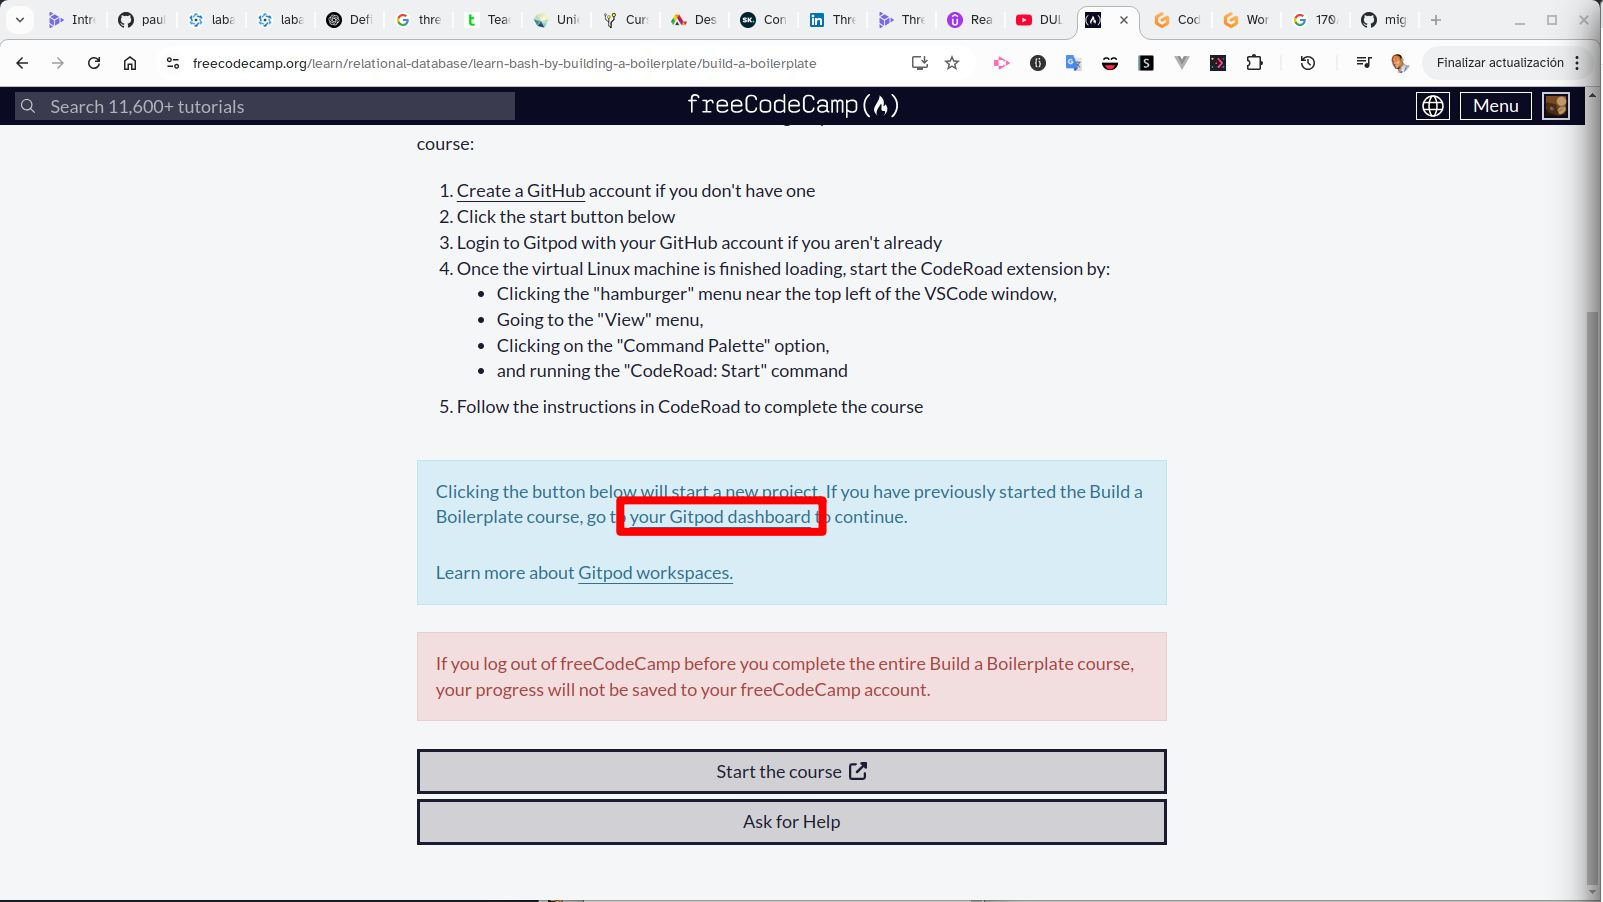 Intr
paul
laba
laba
Defi
thre
Teac
Unie
Curs
Des
Con
Thre
Thre
Rea
DUL
Cod
Wor
170
mig
freecodecamp.org/learn/relational-database/learn-bash-by-building-a-boilerplate/build-a-boilerplate
Finalizar actualización
Search 11,600+ tutorials
freeCodeCamp
Menu
course:
1. Create a GitHub account if you don't have one
2. Click the start button below
3. Login to Gitpod with your GitHub account if you aren't already
4. Once the virtual Linux machine is finished loading, start the CodeRoad extension by:
• Clicking the "hamburger" menu near the top left of the VSCode window,
• Going to the "View" menu,
• Clicking on the "Command Palette" option,
• and running the "CodeRoad: Start" command
5. Follow the instructions in CodeRoad to complete the course
Clicking the button below will start a new project. If you have previously started the Build a
Boilerplate course, go to your Gitpod dashboard to continue.
Learn more about Gitpod workspaces.
If you log out of freeCodeCamp before you complete the entire Build a Boilerplate course,
your progress will not be saved to your freeCodeCamp account.
Start the course
Ask for Help